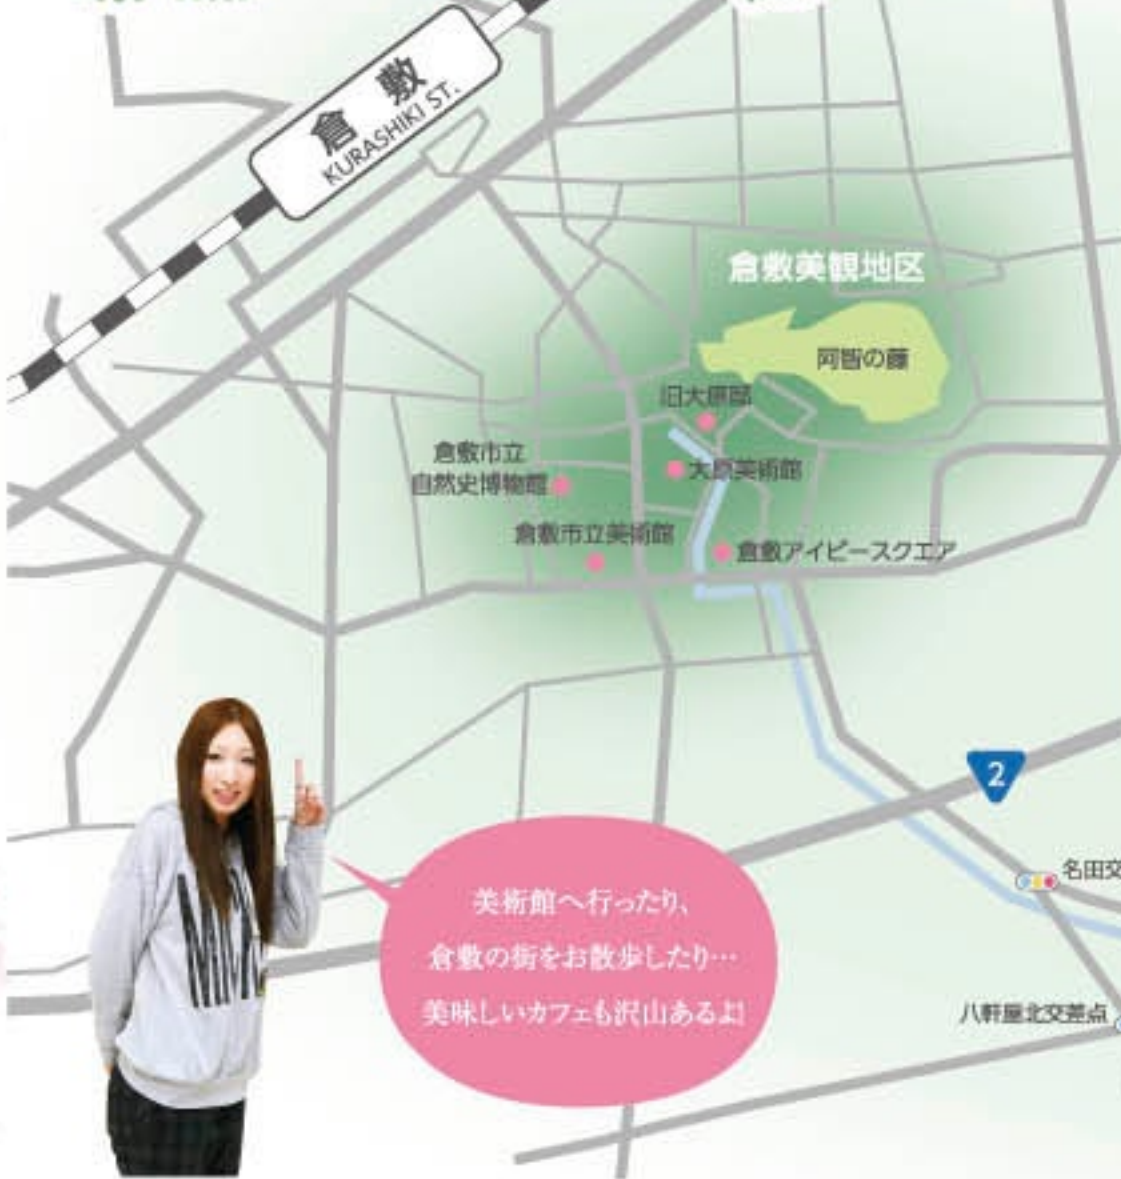 倉敷
KURASHIKI ST.
倉敷美観地区
阿智の藤
旧大原邸
大原美術館
倉敷市立
自然史博物館
倉敷市立美術館
倉敷アイビースクエア
2
名田交
八軒屋北交差点
美術館へ行ったり、
倉敷の街をお散歩したり…
美味しいカフェも沢山あるよ!